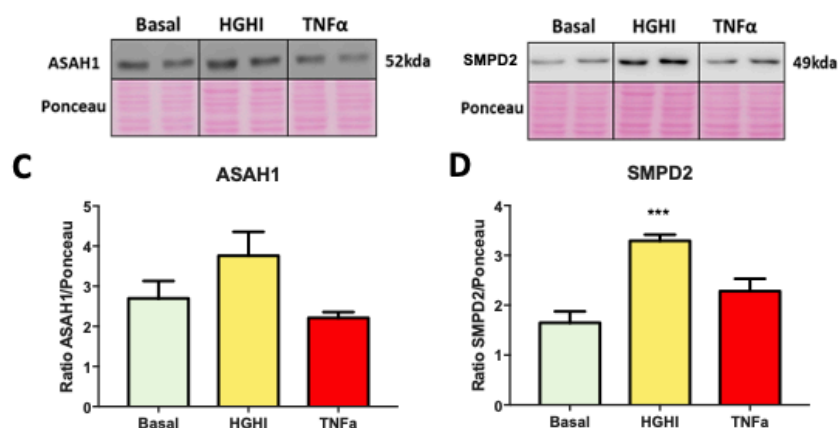 Basal HGHI TNFα
ASAH1 52kda
Ponceau
Basal HGHI TNFα
SMPD2 49kda
Ponceau
C
ASAH1
Ratio ASAH1/Ponceau
5
4
3
2
1
0
Basal HGHI TNFa
D
SMPD2
***
Ratio SMPD2/Ponceau
4
3
2
1
0
Basal HGHI TNFa